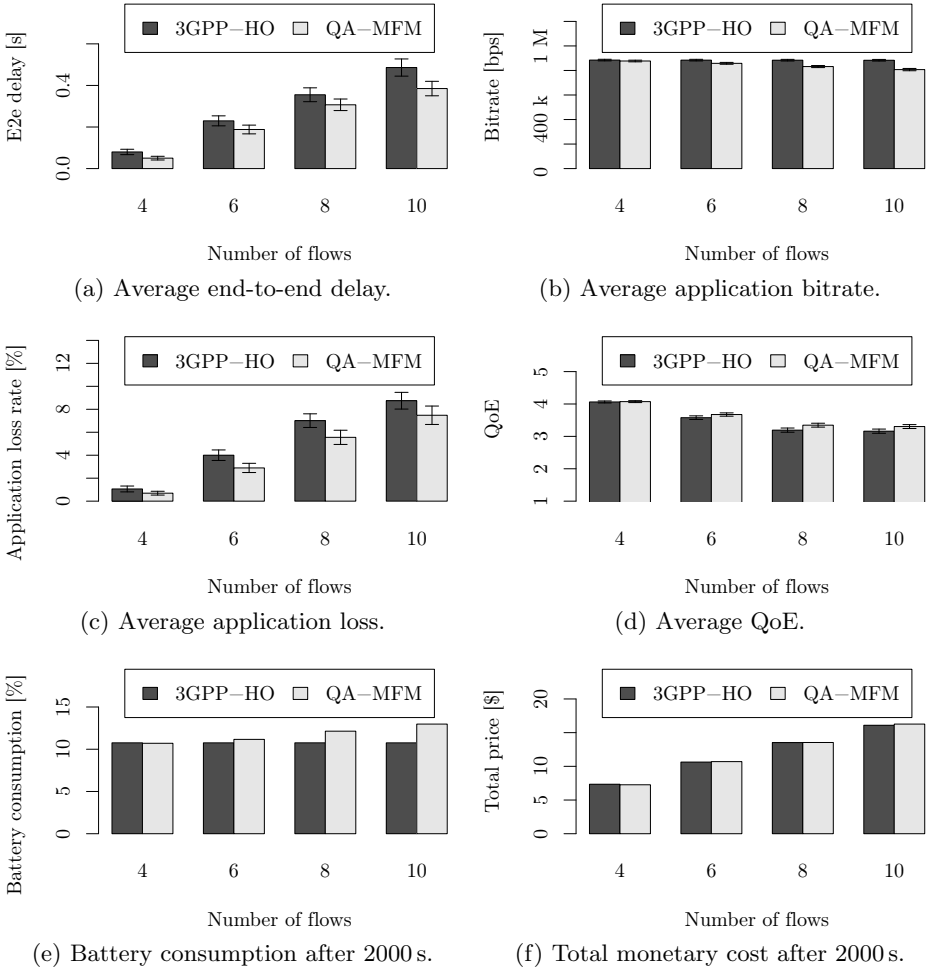 3GPP−HO QA−MFM
E2e delay [s]
0.0 0.4
4 6 8 10
Number of flows
(a) Average end-to-end delay.
3GPP−HO QA−MFM
Bitrate [bps]
0 400 k 1 M
4 6 8 10
Number of flows
(b) Average application bitrate.
3GPP−HO QA−MFM
Application loss rate [%]
0 4 8 12
4 6 8 10
Number of flows
(c) Average application loss.
3GPP−HO QA−MFM
QoE
1 2 3 4 5
4 6 8 10
Number of flows
(d) Average QoE.
3GPP−HO QA−MFM
Battery consumption [%]
0 5 10 15
4 6 8 10
Number of flows
(e) Battery consumption after 2000 s.
3GPP−HO QA−MFM
Total price [$]
0 5 10 20
4 6 8 10
Number of flows
(f) Total monetary cost after 2000 s.